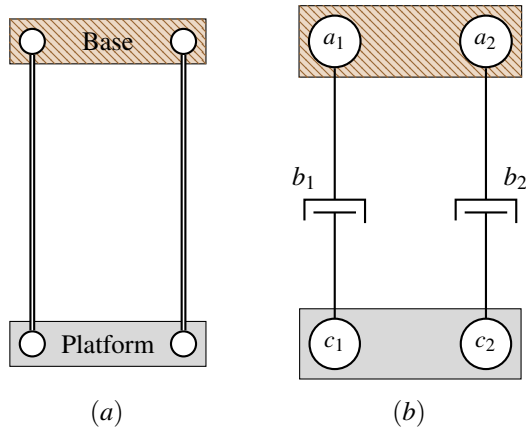 Base
Platform
(a)
a₁
a₂
b₁
b₂
c₁
c₂
(b)